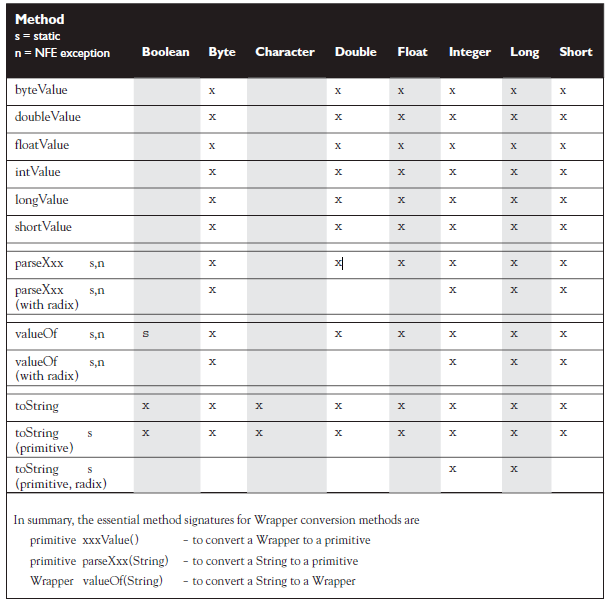 Method
s = static
n = NFE exception Boolean Byte Character Double Float Integer Long Short
byteValue x x x x x x
doubleValue x x x x x x
floatValue x x x x x x
intValue x x x x x x
longValue x x x x x x
shortValue x x x x x x
parseXxx s,n x x x x x x
parseXxx s,n x x x x
(with radix)
valueOf s,n s x x x x x x
valueOf s,n x x x x
(with radix)
toString x x x x x x x x
toString s x x x x x x x x
(primitive)
toString s x x
(primitive, radix)
In summary, the essential method signatures for Wrapper conversion methods are
primitive xxxValue() – to convert a Wrapper to a primitive
primitive parseXxx(String) – to convert a String to a primitive
Wrapper valueOf(String) – to convert a String to a Wrapper